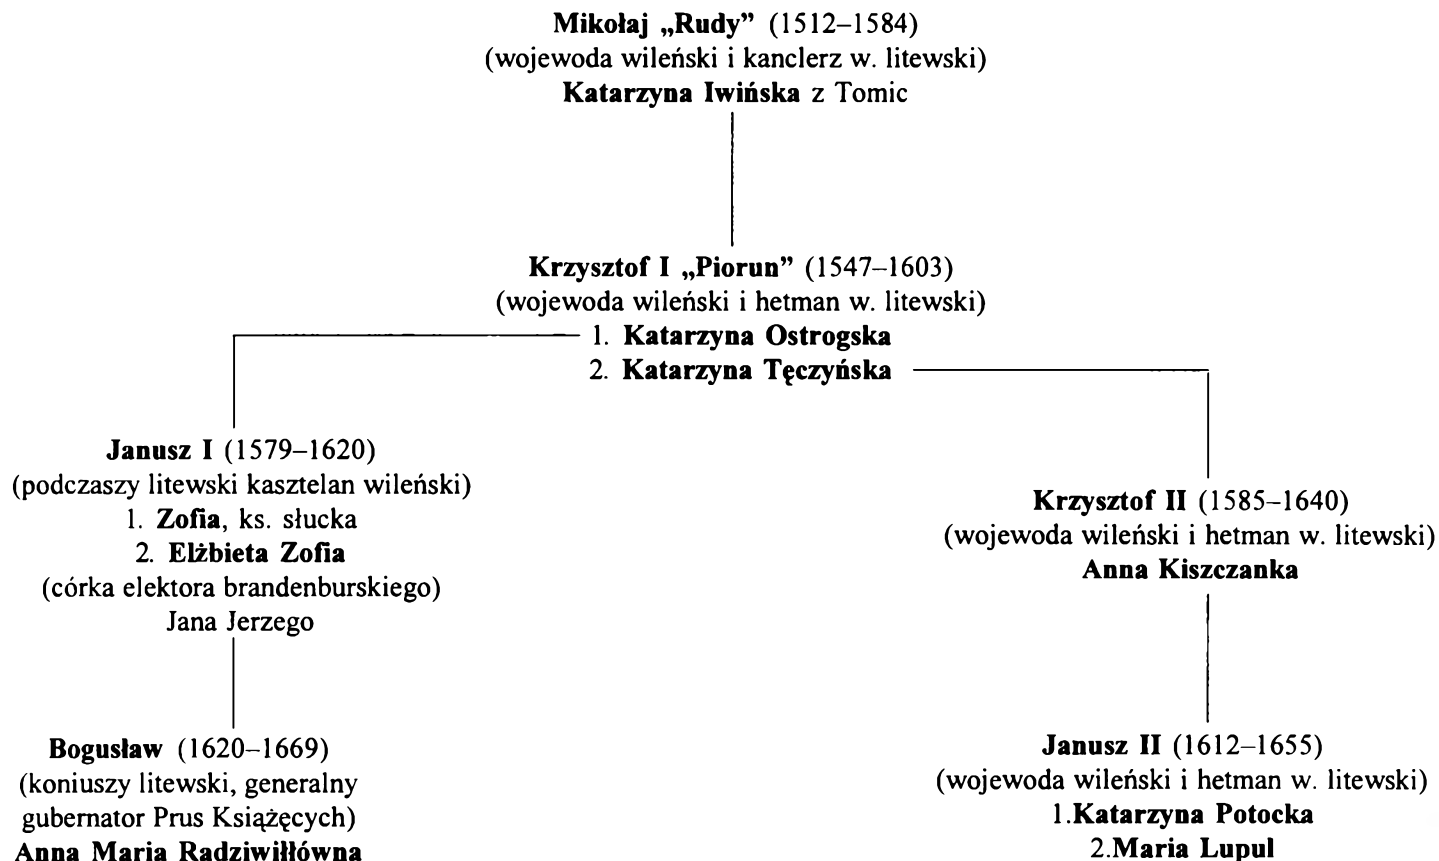 Mikołaj „Rudy” (1512–1584)
(wojewoda wileński i kanclerz w. litewski)
Katarzyna Iwińska z Tomic
Krzysztof I „Piorun” (1547–1603)
(wojewoda wileński i hetman w. litewski)
1. Katarzyna Ostrogska
2. Katarzyna Tęczyńska
Janusz I (1579–1620)
(podczaszy litewski kasztelan wileński)
1. Zofia, ks. słucka
2. Elżbieta Zofia
(córka elektora brandenburskiego)
Jana Jerzego
Krzysztof II (1585–1640)
(wojewoda wileński i hetman w. litewski)
Anna Kiszczanka
Bogusław (1620–1669)
(koniuszy litewski, generalny
gubernator Prus Książęcych)
Anna Maria Radziwiłłówna
Janusz II (1612–1655)
(wojewoda wileński i hetman w. litewski)
1.Katarzyna Potocka
2.Maria Lupul